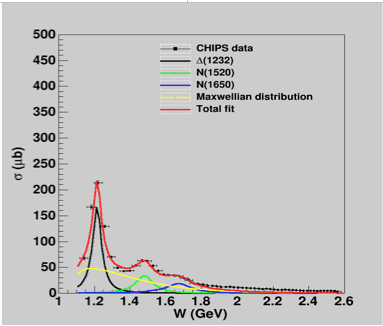 500
450
400
350
300
250
200
150
100
50
0
σ (μb)
CHIPS data
Δ(1232)
N(1520)
N(1650)
Maxwellian distribution
Total fit
1 1.2 1.4 1.6 1.8 2 2.2 2.4 2.6
W (GeV)